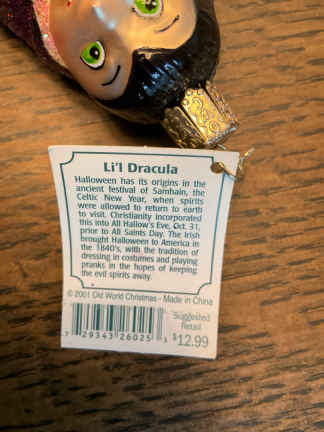 Li'l Dracula
Halloween has its origins in the
ancient festival of Samhain, the
Celtic New Year, when spirits
were allowed to return to earth
to visit. Christianity incorporated
this into All Hallow's Eve, Oct. 31,
prior to All Saints Day. The Irish
brought Halloween to America in
the 1840's, with the tradition of
dressing in costumes and playing
pranks in the hopes of keeping
the evil spirits away.
© 2001 Old World Christmas - Made in China
Suggested
Retail
$12.99
7 29343 26025 3